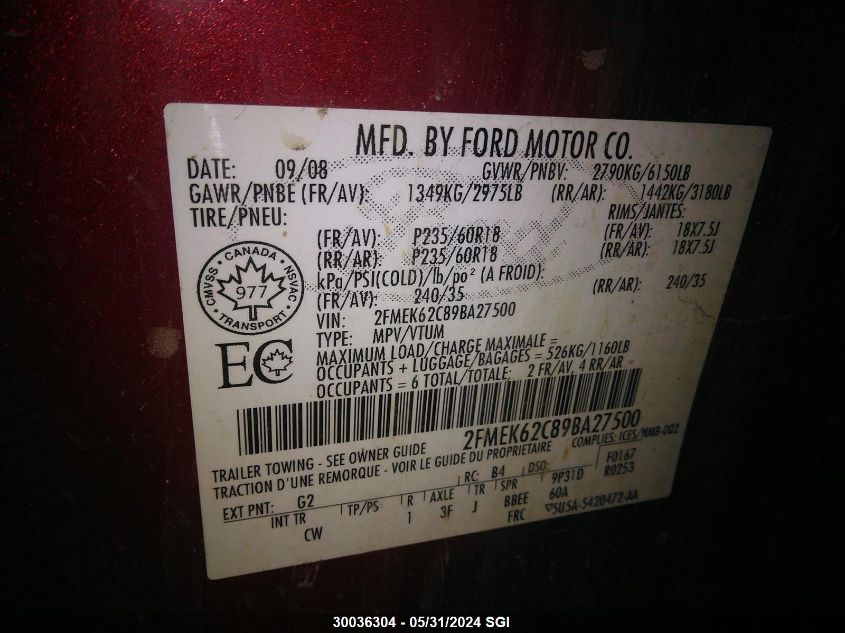 MFD. BY FORD MOTOR CO.
DATE: 09/08 GVWR/PNBV: 2790KG/6150LB
GAWR/PNBE (FR/AV): 1349KG/2975LB (RR/AR): 1442KG/3180LB
TIRE/PNEU: RIMS/JANTES:
(FR/AV): P235/60R18 (FR/AV): 18X7.5J
(RR/AR): P235/60R18 (RR/AR): 18X7.5J
kPa/PSI(COLD)/lb/po² (A FROID):
(FR/AV): 240/35 (RR/AR): 240/35
VIN: 2FMEK62C89BA27500
TYPE: MPV/VTUM
CANADA
CMVSS NSVAC
977
TRANSPORT
EC
MAXIMUM LOAD/CHARGE MAXIMALE =
OCCUPANTS + LUGGAGE/BAGAGES = 526KG/1160LB
OCCUPANTS = 6 TOTAL/TOTALE: 2 FR/AV, 4 RR/AR
2FMEK62C89BA27500
COMPLIES: ICES/NMB-002
TRAILER TOWING - SEE OWNER GUIDE
TRACTION D'UNE REMORQUE - VOIR LE GUIDE DU PROPRIETAIRE
F0167
R0253
EXT PNT: G2 RC: B4 DSO: 9P31D
INT TR TP/PS R AXLE TR SPR 60A
CW 1 3F J BBEE
FRC 5U5A-5420472-AA
30036304 - 05/31/2024 SGI